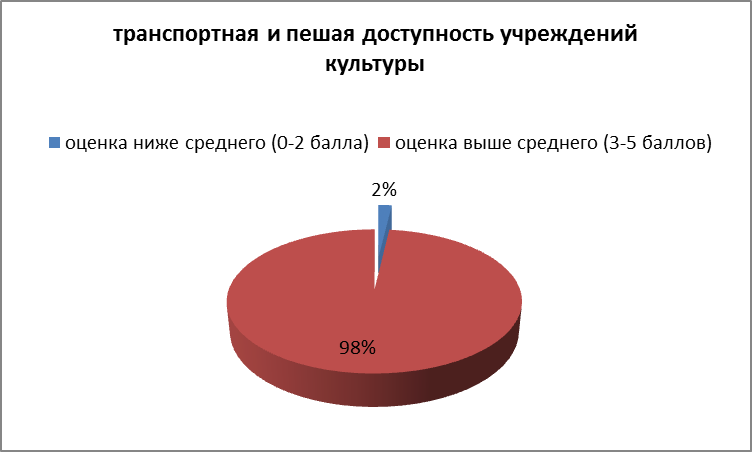 транспортная и пешая доступность учреждений
культуры
оценка ниже среднего (0-2 балла) оценка выше среднего (3-5 баллов)
2%
98%